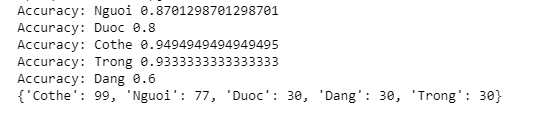 Accuracy: Nguoi 0.8701298701298701
Accuracy: Duoc 0.8
Accuracy: Cothe 0.9494949494949495
Accuracy: Trong 0.9333333333333333
Accuracy: Dang 0.6
{'Cothe': 99, 'Nguoi': 77, 'Duoc': 30, 'Dang': 30, 'Trong': 30}